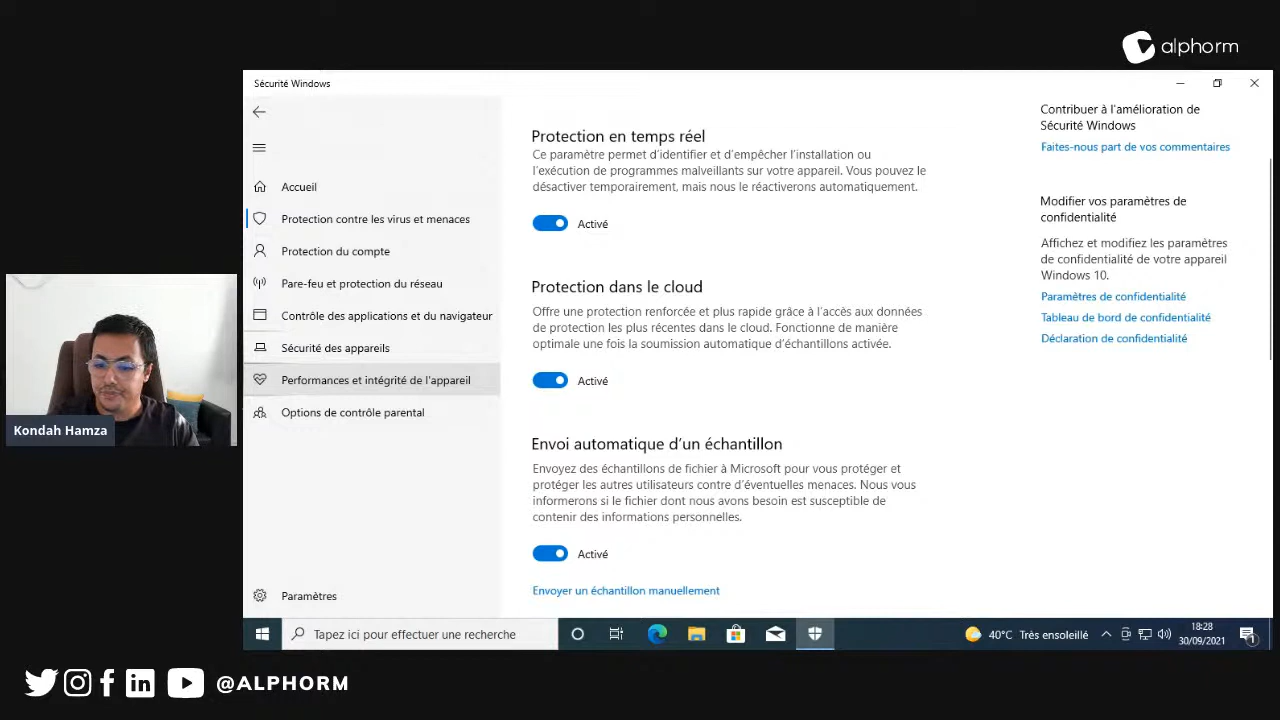 alphorm
Sécurité Windows
Accueil
Protection contre les virus et menaces
Protection du compte
Pare-feu et protection du réseau
Contrôle des applications et du navigateur
Sécurité des appareils
Performances et intégrité de l'appareil
Options de contrôle parental
Paramètres
Protection en temps réel
Ce paramètre permet d'identifier et d'empêcher l'installation ou
l'exécution de programmes malveillants sur votre appareil. Vous pouvez le
désactiver temporairement, mais nous le réactiverons automatiquement.
Activé
Protection dans le cloud
Offre une protection renforcée et plus rapide grâce à l'accès aux données
de protection les plus récentes dans le cloud. Fonctionne de manière
optimale une fois la soumission automatique d'échantillons activée.
Activé
Envoi automatique d'un échantillon
Envoyez des échantillons de fichier à Microsoft pour vous protéger et
protéger les autres utilisateurs contre d'éventuelles menaces. Nous vous
informerons si le fichier dont nous avons besoin est susceptible de
contenir des informations personnelles.
Activé
Envoyer un échantillon manuellement
Contribuer à l'amélioration de
Sécurité Windows
Faites-nous part de vos commentaires
Modifier vos paramètres de
confidentialité
Affichez et modifiez les paramètres
de confidentialité de votre appareil
Windows 10.
Paramètres de confidentialité
Tableau de bord de confidentialité
Déclaration de confidentialité
Kondah Hamza
Tapez ici pour effectuer une recherche
40°C Très ensoleillé
18:28
30/09/2021
1
@ALPHORM